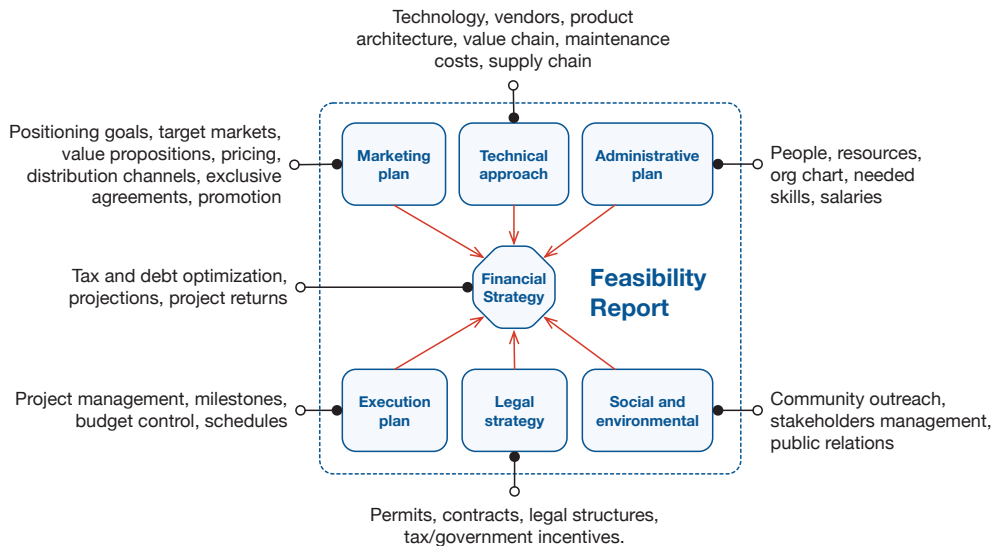 Technology, vendors, product
architecture, value chain, maintenance
costs, supply chain
Positioning goals, target markets,
value propositions, pricing,
distribution channels, exclusive
agreements, promotion
Marketing
plan
Technical
approach
Administrative
plan
People, resources,
org chart, needed
skills, salaries
Tax and debt optimization,
projections, project returns
Financial
Strategy
Feasibility
Report
Project management, milestones,
budget control, schedules
Execution
plan
Legal
strategy
Social and
environmental
Community outreach,
stakeholders management,
public relations
Permits, contracts, legal structures,
tax/government incentives.